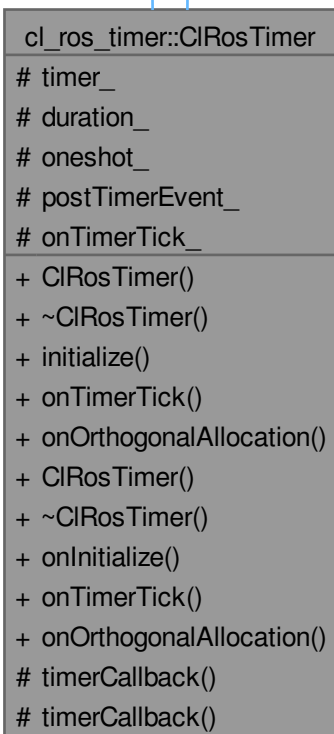 cl_ros_timer::ClRosTimer
# timer_
# duration_
# oneshot_
# postTimerEvent_
# onTimerTick_
+ ClRosTimer()
+ ~ClRosTimer()
+ initialize()
+ onTimerTick()
+ onOrthogonalAllocation()
+ ClRosTimer()
+ ~ClRosTimer()
+ onInitialize()
+ onTimerTick()
+ onOrthogonalAllocation()
# timerCallback()
# timerCallback()